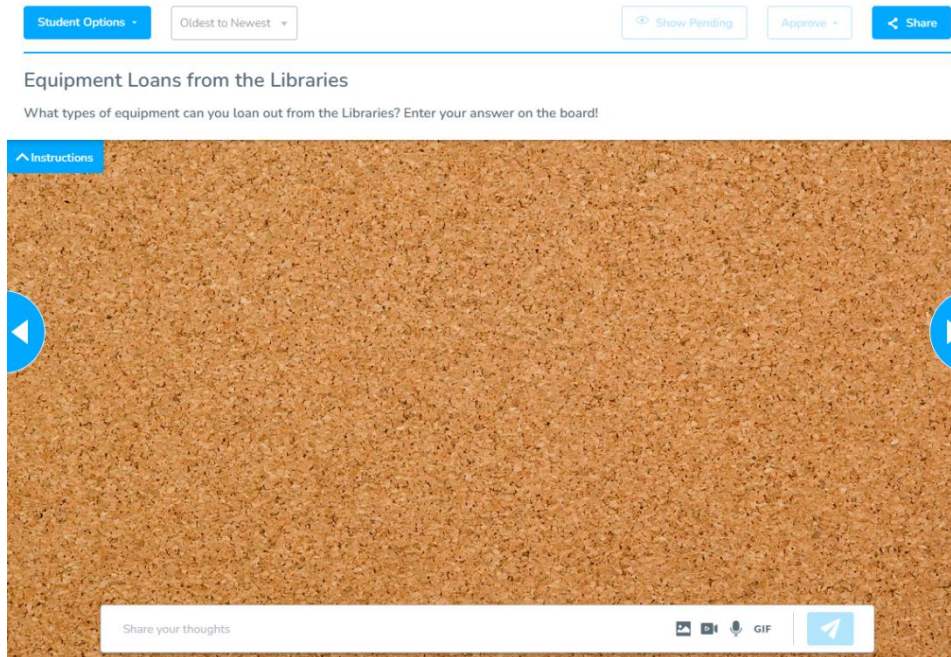 Student Options
Oldest to Newest
Show Pending
Approve
Share
Equipment Loans from the Libraries
What types of equipment can you loan out from the Libraries? Enter your answer on the board!
Instructions
Share your thoughts
GIF